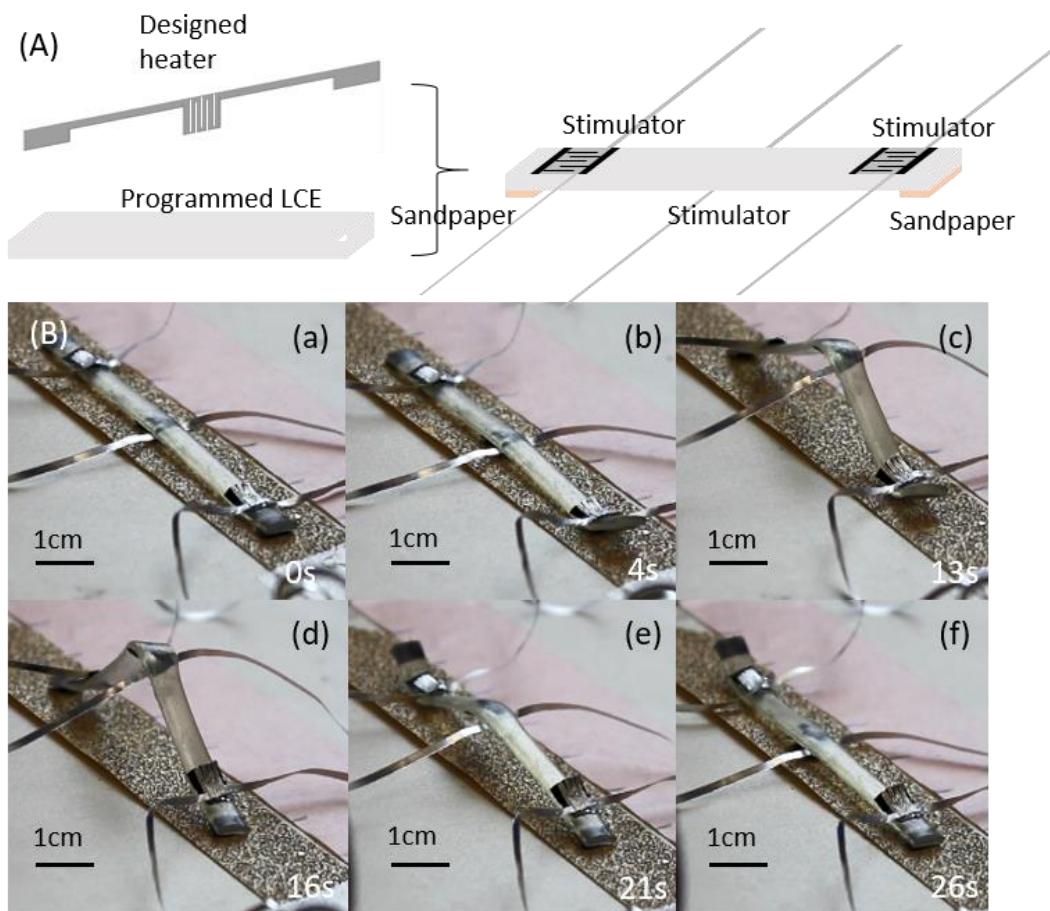 (A)
Designed
heater
Programmed LCE
Stimulator
Stimulator
Sandpaper
Stimulator
Sandpaper
(B)
(a)
1cm
0s
(b)
1cm
4s
(c)
1cm
13s
(d)
1cm
16s
(e)
1cm
21s
(f)
1cm
26s